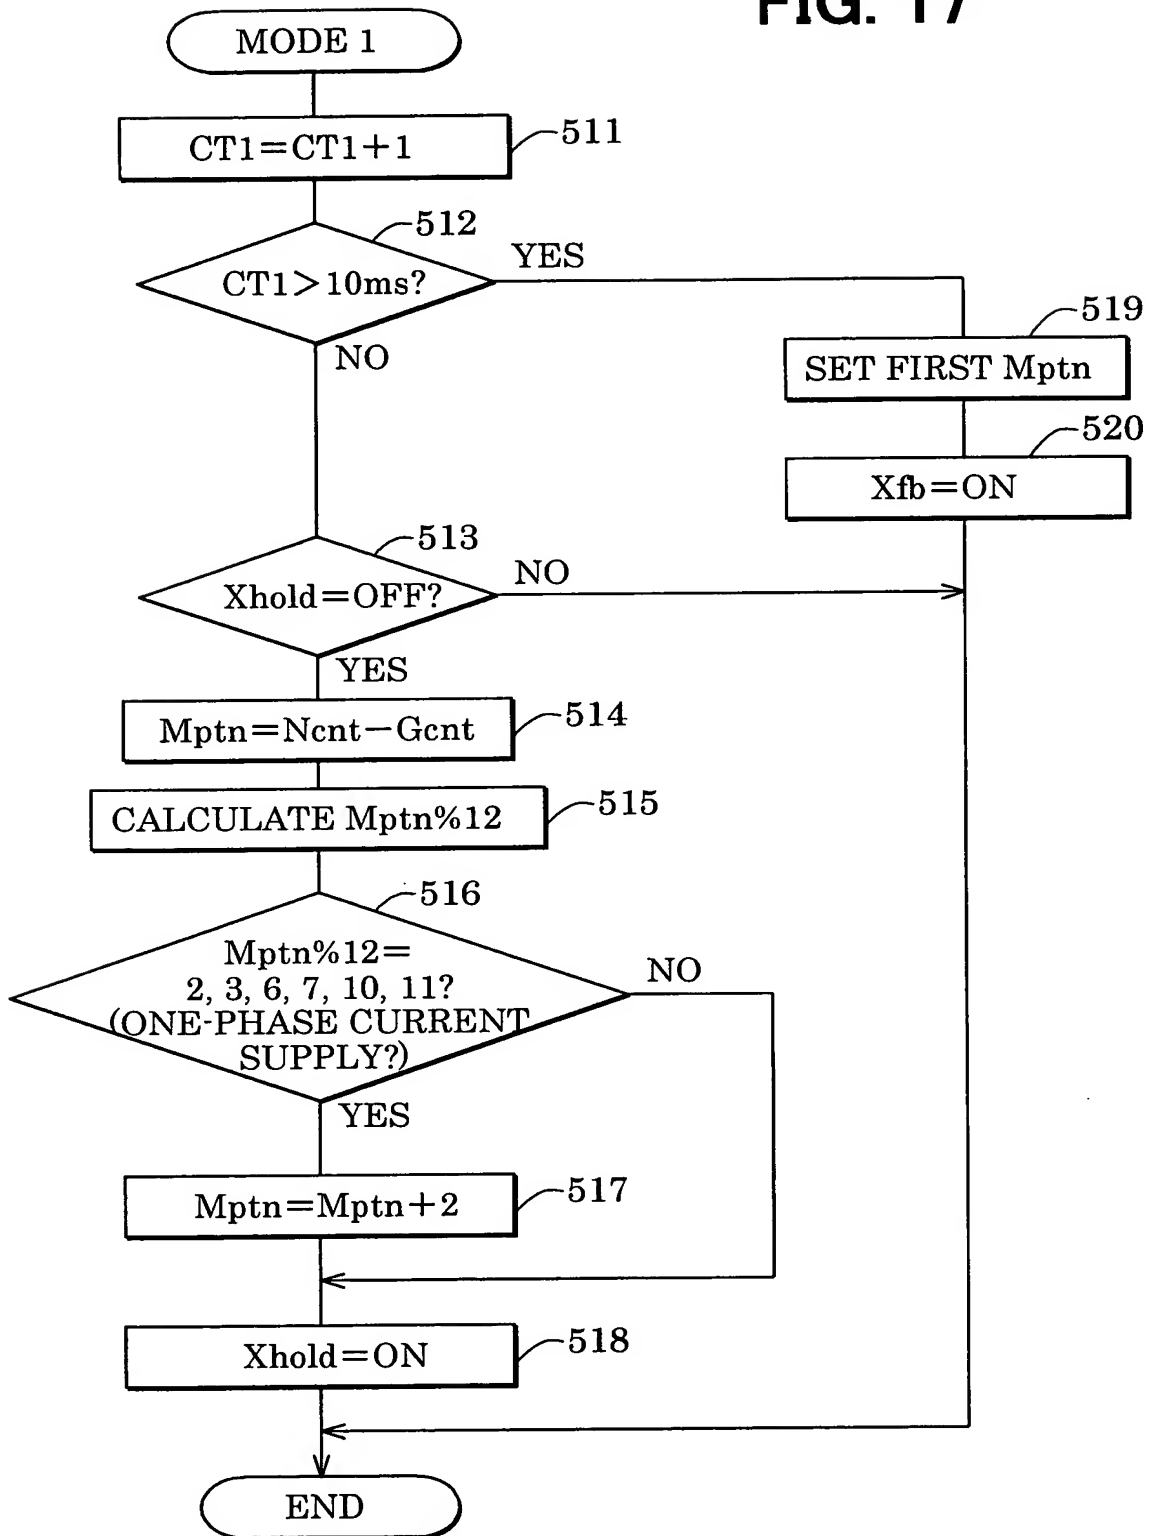 FIG. 17
MODE 1
CT1=CT1+1
511
512
CT1>10ms?
YES
NO
519
SET FIRST Mptn
520
Xfb=ON
513
Xhold=OFF?
NO
YES
Mptn=Ncnt−Gcnt
514
CALCULATE Mptn%12
515
516
Mptn%12=
2, 3, 6, 7, 10, 11?
(ONE-PHASE CURRENT
SUPPLY?)
NO
YES
Mptn=Mptn+2
517
Xhold=ON
518
END